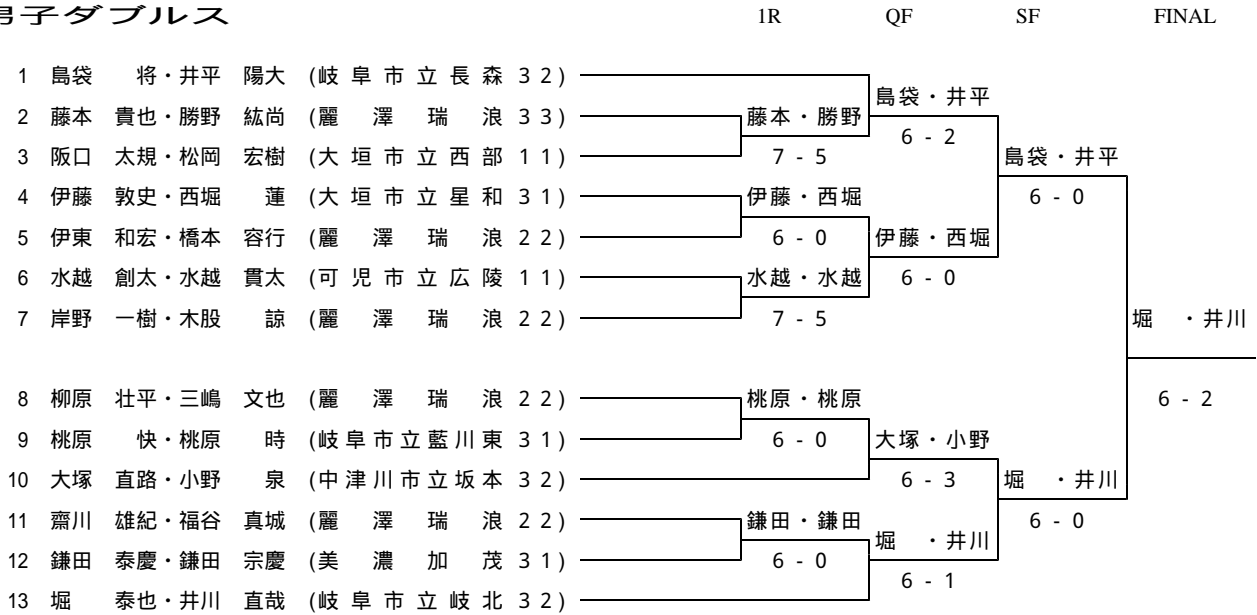 男子ダブルス 1R QF SF FINAL
1 島袋 将・井平 陽大 (岐阜市立長森32)
島袋・井平
2 藤本 貴也・勝野 紘尚 (麗澤瑞浪33) 藤本・勝野
6 - 2
3 阪口 太規・松岡 宏樹 (大垣市立西部11) 7 - 5 島袋・井平
4 伊藤 敦史・西堀 蓮 (大垣市立星和31) 伊藤・西堀 6 - 0
5 伊東 和宏・橋本 容行 (麗澤瑞浪22) 6 - 0 伊藤・西堀
6 水越 創太・水越 貫太 (可児市立広陵11) 水越・水越 6 - 0
7 岸野 一樹・木股 諒 (麗澤瑞浪22) 7 - 5 堀 ・井川
8 柳原 壮平・三嶋 文也 (麗澤瑞浪22) 桃原・桃原 6 - 2
9 桃原 快・桃原 時 (岐阜市立藍川東31) 6 - 0 大塚・小野
10 大塚 直路・小野 泉 (中津川市立坂本32) 6 - 3 堀 ・井川
11 齋川 雄紀・福谷 真城 (麗澤瑞浪22) 鎌田・鎌田 6 - 0
堀 ・井川
12 鎌田 泰慶・鎌田 宗慶 (美濃加茂31) 6 - 0
6 - 1
13 堀 泰也・井川 直哉 (岐阜市立岐北32)